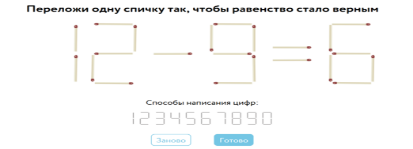 Переложи одну спичку так, чтобы равенство стало верным
12 - 9 = 6
Способы написания цифр:
1234567890
Заново Готово